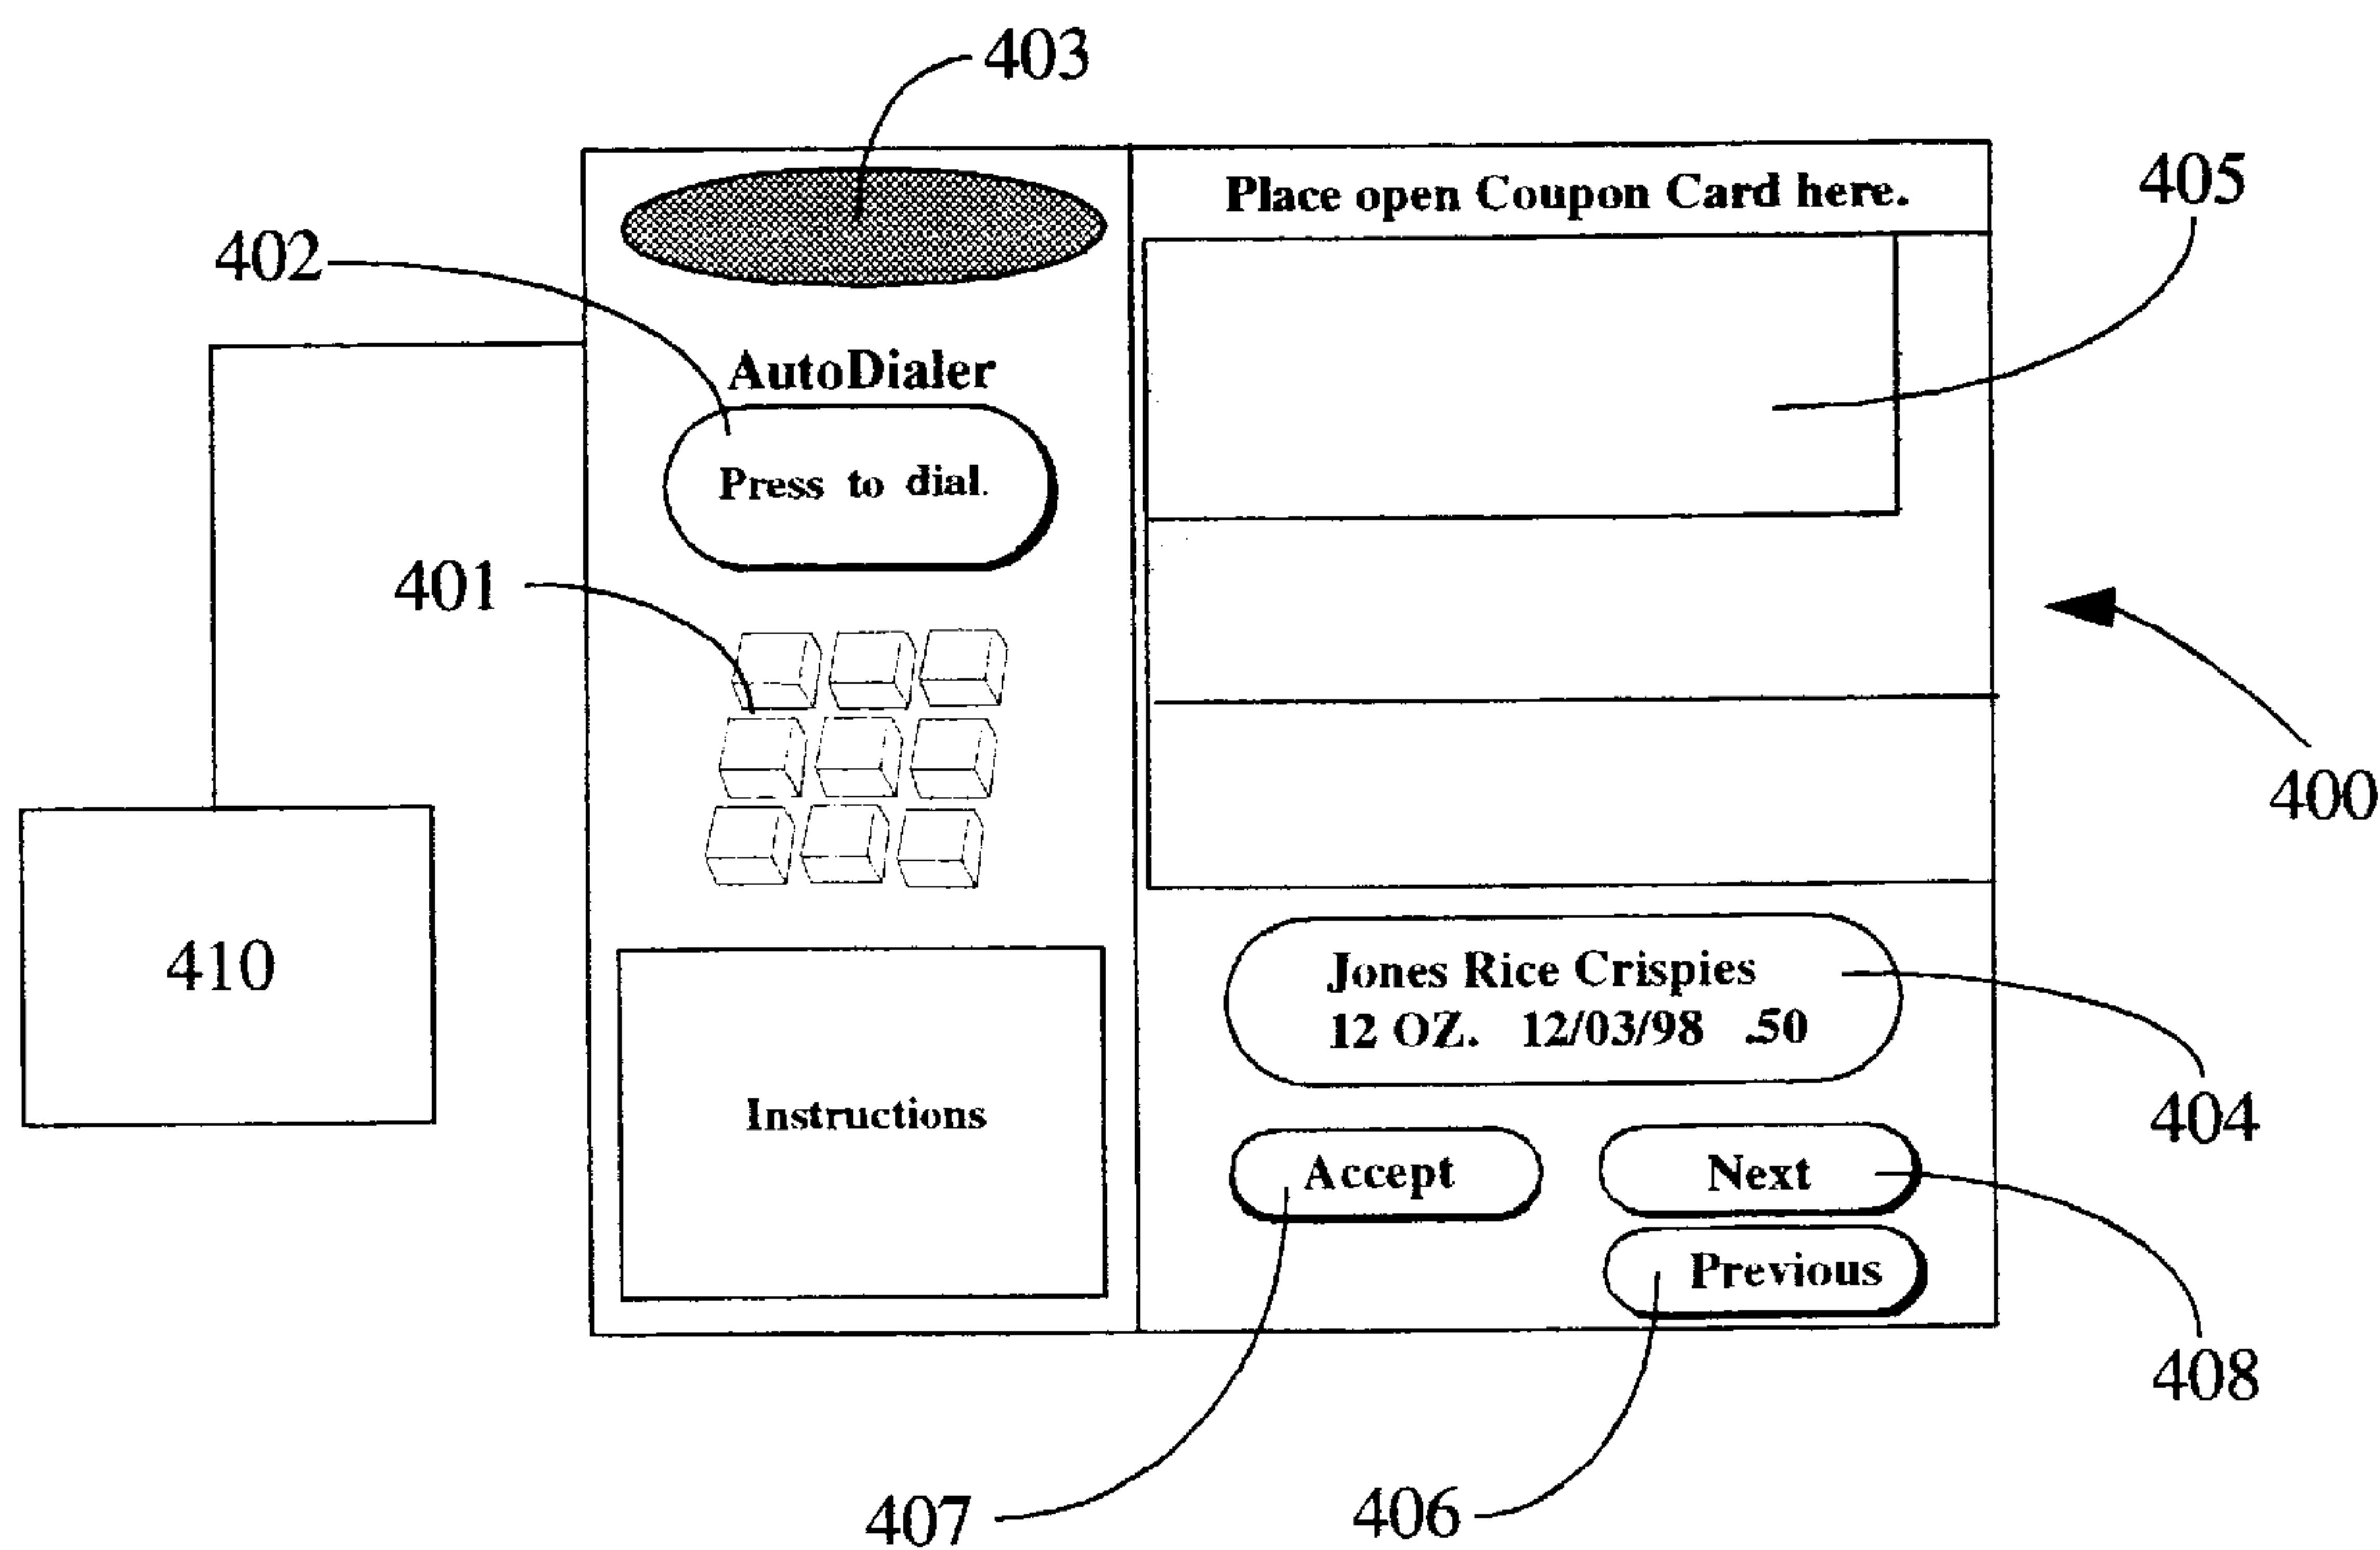 403
Place open Coupon Card here.
405
402
AutoDialer
Press to dial.
401
400
410
Jones Rice Crispies
12 OZ. 12/03/98 .50
404
Instructions
Accept
Next
Previous
408
407
406